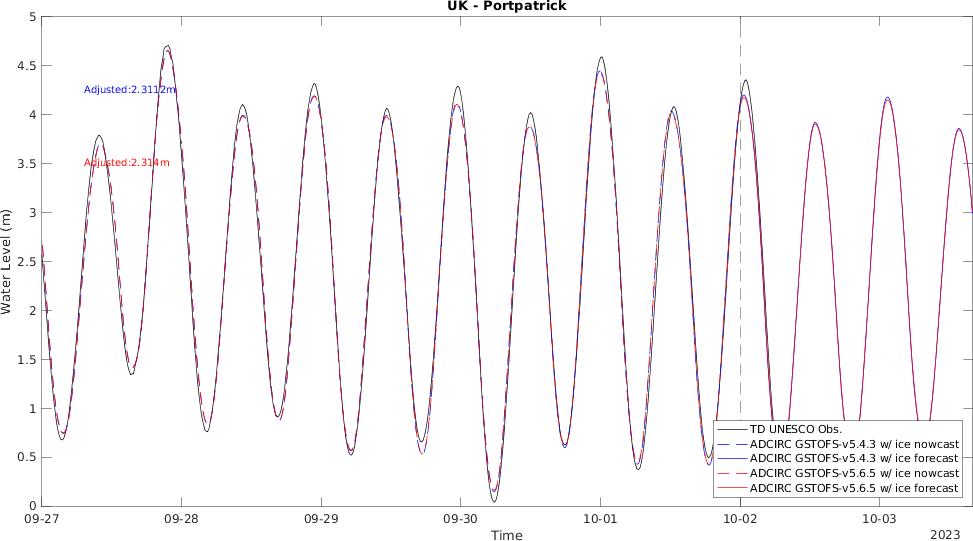 UK - Portpatrick
5
4.5
4
3.5
3
2.5
2
1.5
1
0.5
0
Water Level (m)
Adjusted:2.3112m
Adjusted:2.314m
TD UNESCO Obs.
ADCIRC GSTOFS-v5.4.3 w/ ice nowcast
ADCIRC GSTOFS-v5.4.3 w/ ice forecast
ADCIRC GSTOFS-v5.6.5 w/ ice nowcast
ADCIRC GSTOFS-v5.6.5 w/ ice forecast
09-27 09-28 09-29 09-30 10-01 10-02 10-03
Time
2023